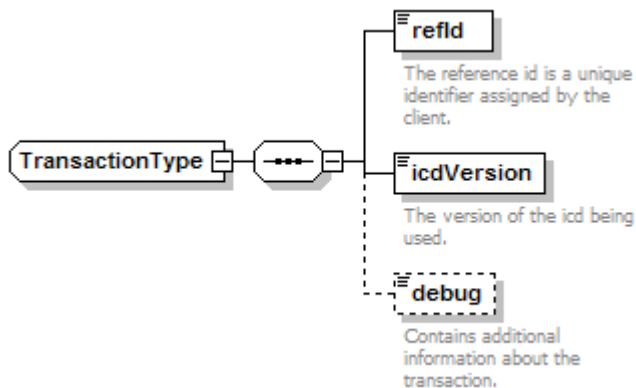 refId
The reference id is a unique
identifier assigned by the
client.
TransactionType
icdVersion
The version of the icd being
used.
debug
Contains additional
information about the
transaction.